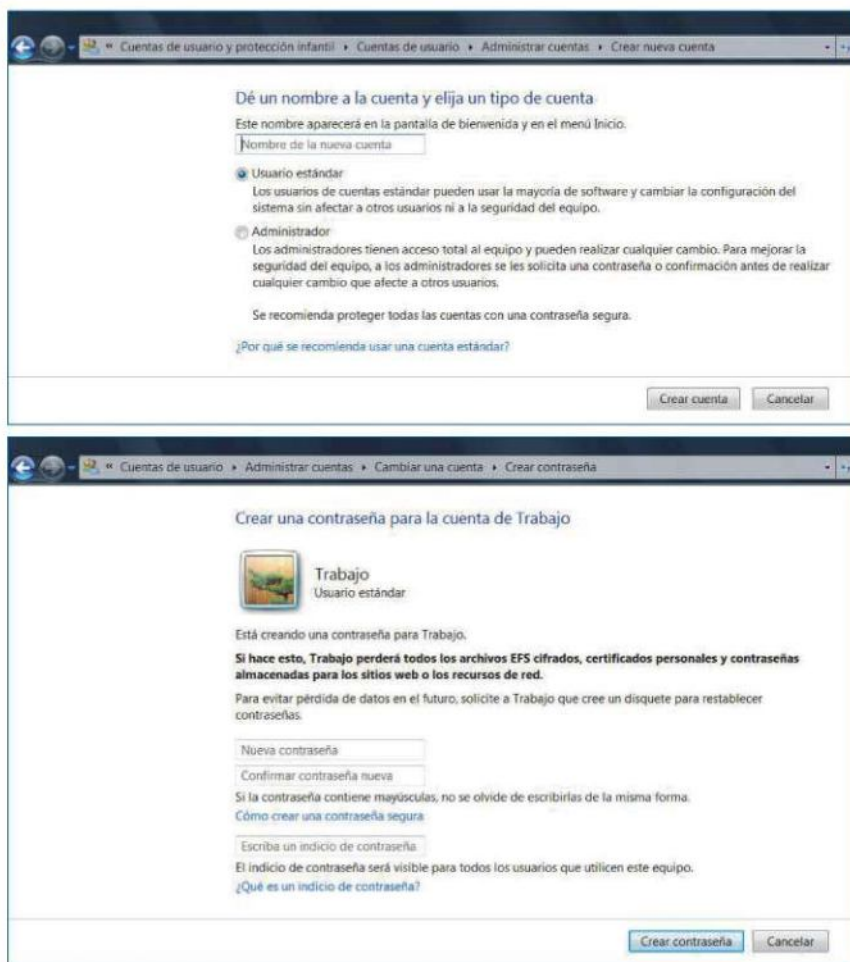 « Cuentas de usuario y protección infantil ▸ Cuentas de usuario ▸ Administrar cuentas ▸ Crear nueva cuenta
Dé un nombre a la cuenta y elija un tipo de cuenta
Este nombre aparecerá en la pantalla de bienvenida y en el menú Inicio.
Nombre de la nueva cuenta
Usuario estándar
Los usuarios de cuentas estándar pueden usar la mayoría de software y cambiar la configuración del
sistema sin afectar a otros usuarios ni a la seguridad del equipo.
Administrador
Los administradores tienen acceso total al equipo y pueden realizar cualquier cambio. Para mejorar la
seguridad del equipo, a los administradores se les solicita una contraseña o confirmación antes de realizar
cualquier cambio que afecte a otros usuarios.
Se recomienda proteger todas las cuentas con una contraseña segura.
¿Por qué se recomienda usar una cuenta estándar?
Crear cuenta Cancelar
« Cuentas de usuario ▸ Administrar cuentas ▸ Cambiar una cuenta ▸ Crear contraseña
Crear una contraseña para la cuenta de Trabajo
Trabajo
Usuario estándar
Está creando una contraseña para Trabajo.
Si hace esto, Trabajo perderá todos los archivos EFS cifrados, certificados personales y contraseñas
almacenadas para los sitios web o los recursos de red.
Para evitar pérdida de datos en el futuro, solicite a Trabajo que cree un disquete para restablecer
contraseñas.
Nueva contraseña
Confirmar contraseña nueva
Si la contraseña contiene mayúsculas, no se olvide de escribirlas de la misma forma.
Cómo crear una contraseña segura
Escriba un indicio de contraseña
El indicio de contraseña será visible para todos los usuarios que utilicen este equipo.
¿Qué es un indicio de contraseña?
Crear contraseña Cancelar